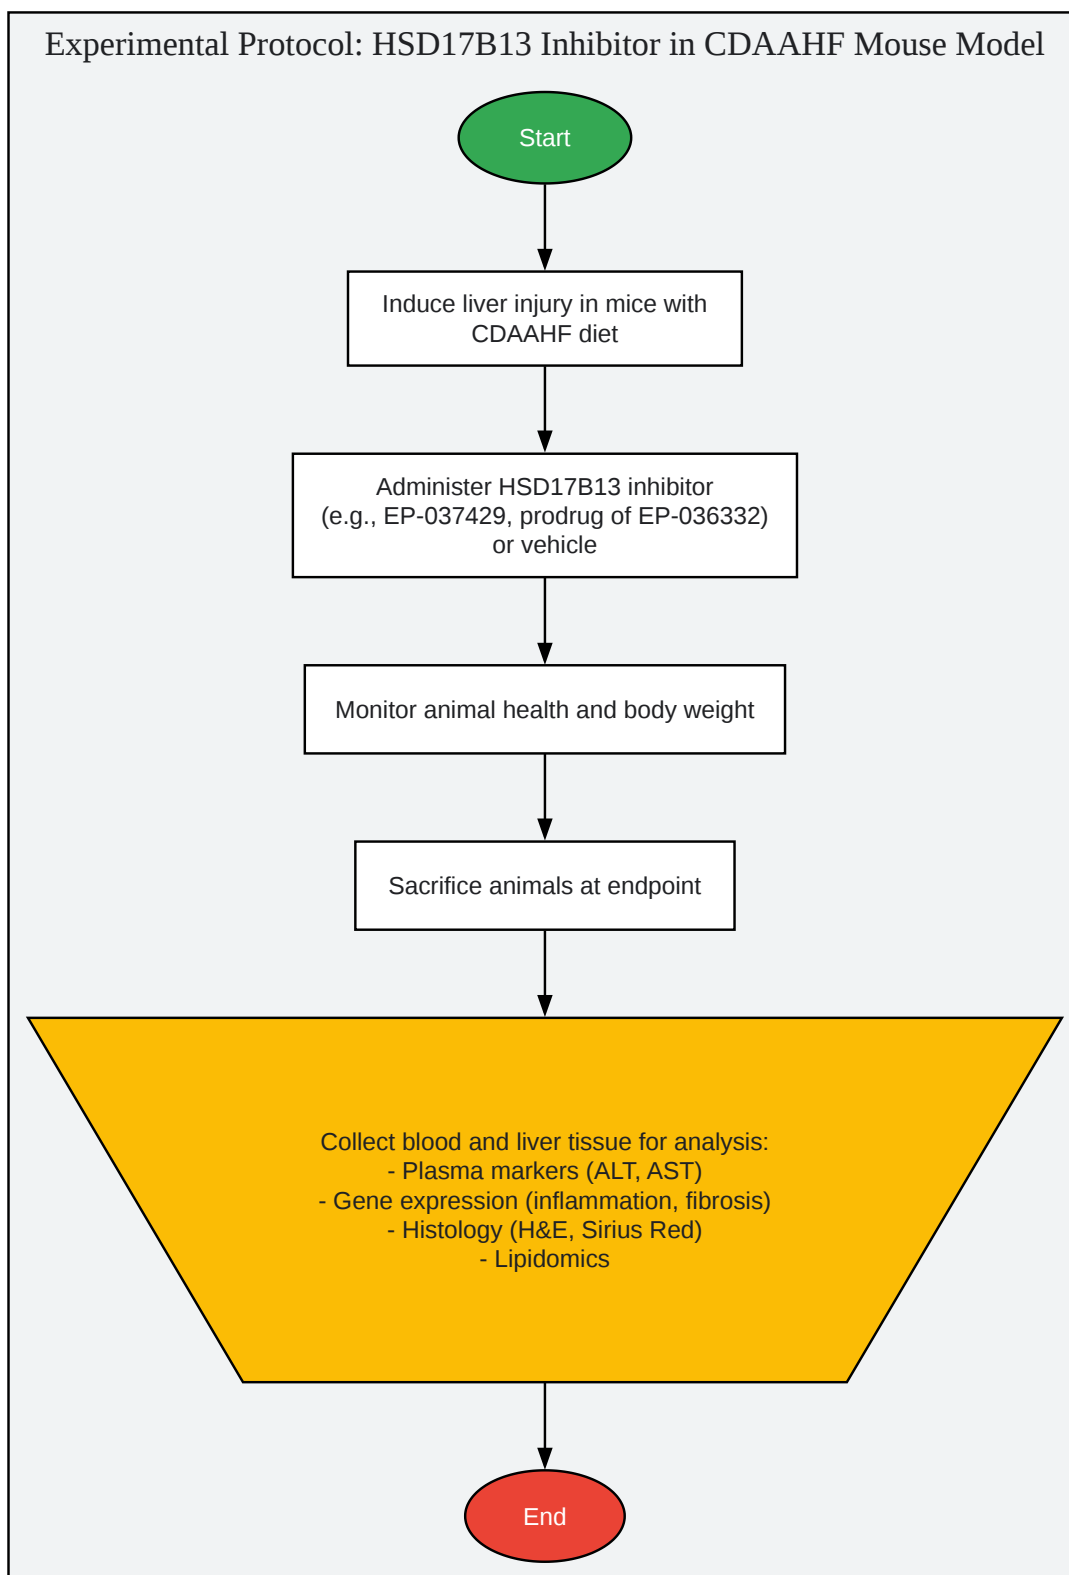 Experimental Protocol: HSD17B13 Inhibitor in CDAAHF Mouse Model
Start
Induce liver injury in mice with
CDAAHF diet
Administer HSD17B13 inhibitor
(e.g., EP-037429, prodrug of EP-036332)
or vehicle
Monitor animal health and body weight
Sacrifice animals at endpoint
Collect blood and liver tissue for analysis:
- Plasma markers (ALT, AST)
- Gene expression (inflammation, fibrosis)
- Histology (H&E, Sirius Red)
- Lipidomics
End